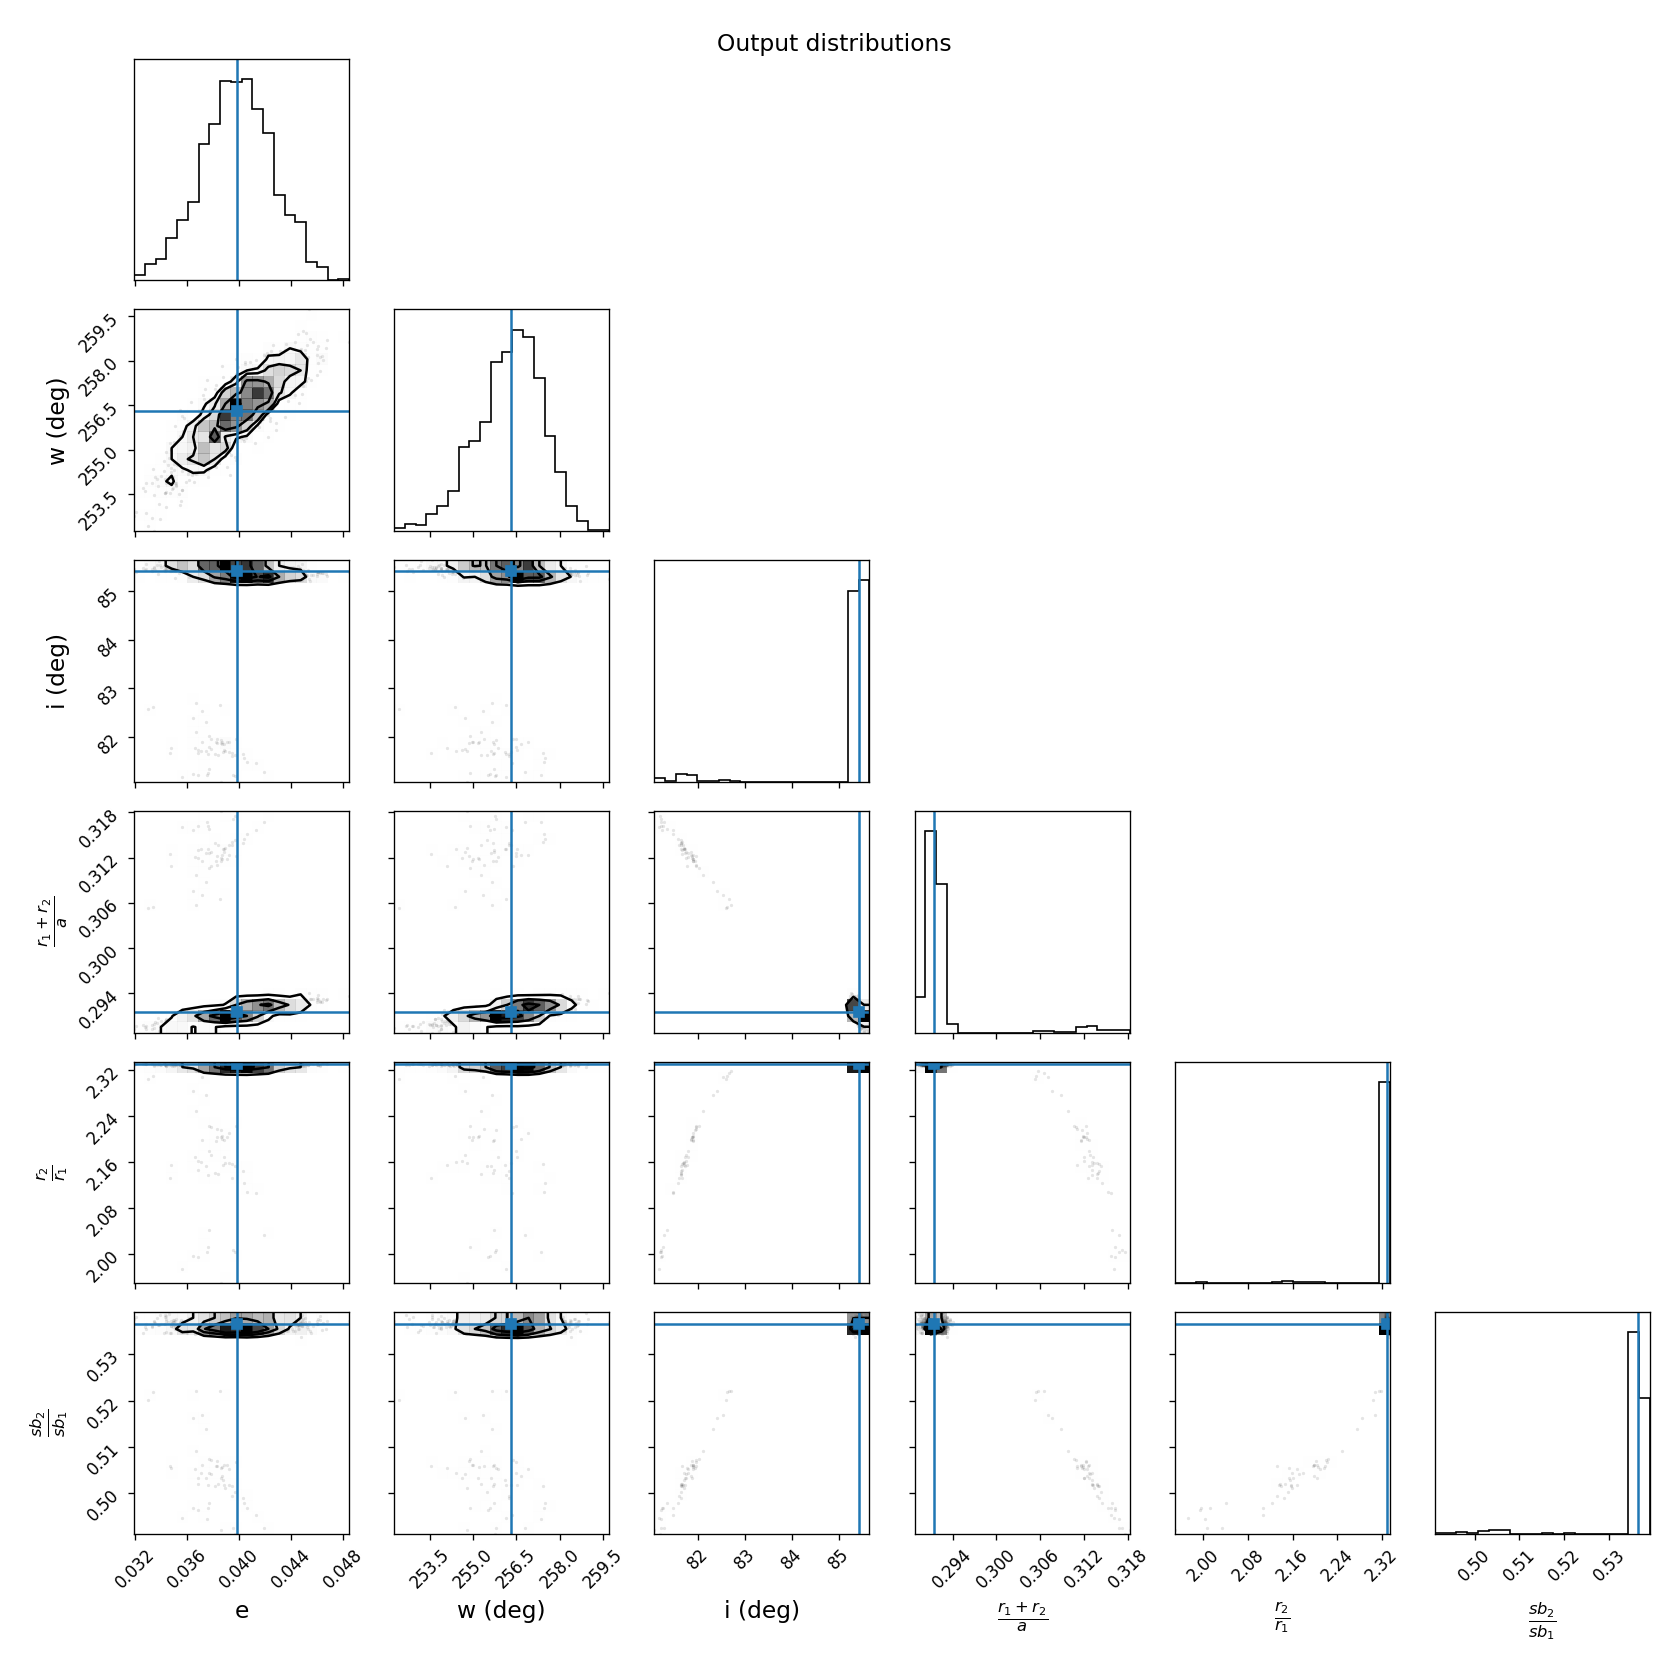 Output distributions
w (deg)
259.5
258.0
256.5
255.0
253.5
i (deg)
85
84
83
82
r₁ + r₂ / a
0.318
0.312
0.306
0.300
0.294
r₂ / r₁
2.32
2.24
2.16
2.08
2.00
sb₂ / sb₁
0.53
0.52
0.51
0.50
0.032 0.036 0.040 0.044 0.048 253.5 255.0 256.5 258.0 259.5 82 83 84 85 0.294 0.300 0.306 0.312 0.318 2.00 2.08 2.16 2.24 2.32 0.50 0.51 0.52 0.53
e w (deg) i (deg) r₁ + r₂ / a r₂ / r₁ sb₂ / sb₁